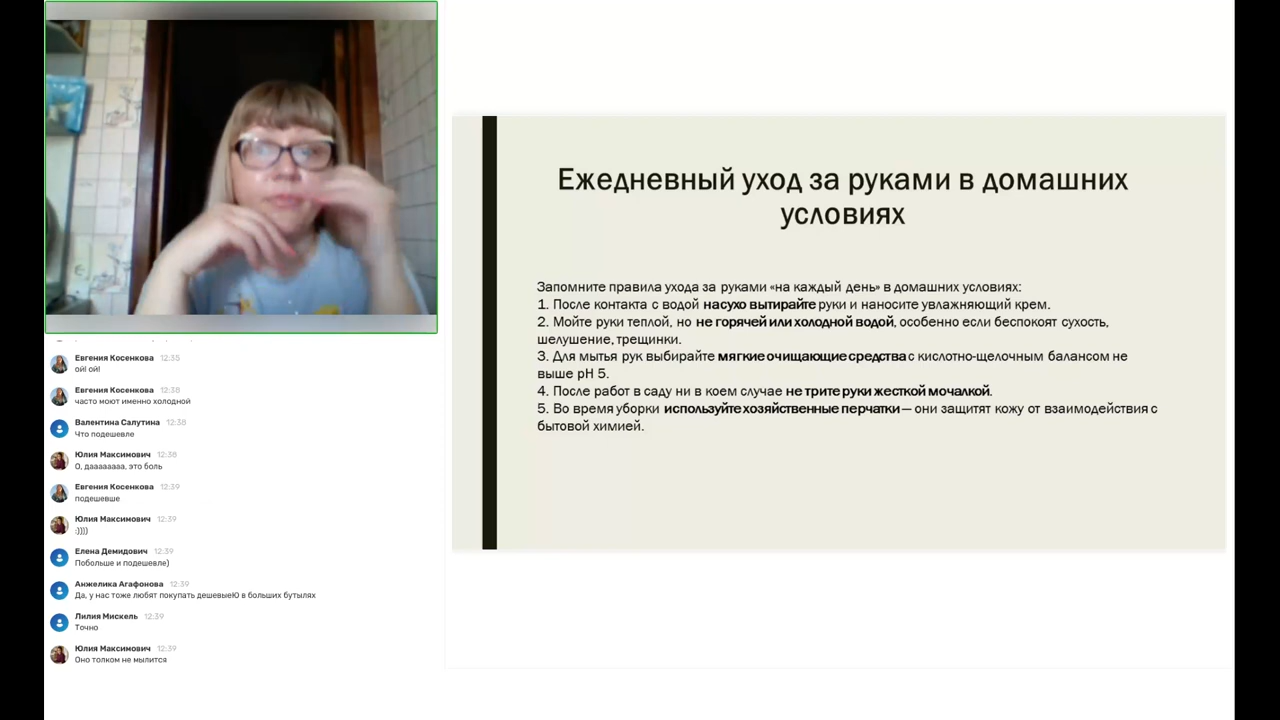 Евгения Косенкова 12:35
ой! ой!
Евгения Косенкова 12:38
часто моют именно холодной
Валентина Салутина 12:38
Что подешевле
Юлия Максимович 12:38
О, дааааааа, это боль
Евгения Косенкова 12:39
подешевше
Юлия Максимович 12:39
:))))
Елена Демидович 12:39
Побольше и подешевле)
Анжелика Агафонова 12:39
Да, у нас тоже любят покупать дешевыеЮ в больших бутылях
Лилия Мискель 12:39
Точно
Юлия Максимович 12:39
Оно толком не мылится
Ежедневный уход за руками в домашних
условиях
Запомните правила ухода за руками «на каждый день» в домашних условиях:
1. После контакта с водой насухо вытирайте руки и наносите увлажняющий крем.
2. Мойте руки теплой, но не горячей или холодной водой, особенно если беспокоят сухость,
шелушение, трещинки.
3. Для мытья рук выбирайте мягкие очищающие средства с кислотно-щелочным балансом не
выше pH 5.
4. После работ в саду ни в коем случае не трите руки жесткой мочалкой.
5. Во время уборки используйте хозяйственные перчатки — они защитят кожу от взаимодействия с
бытовой химией.